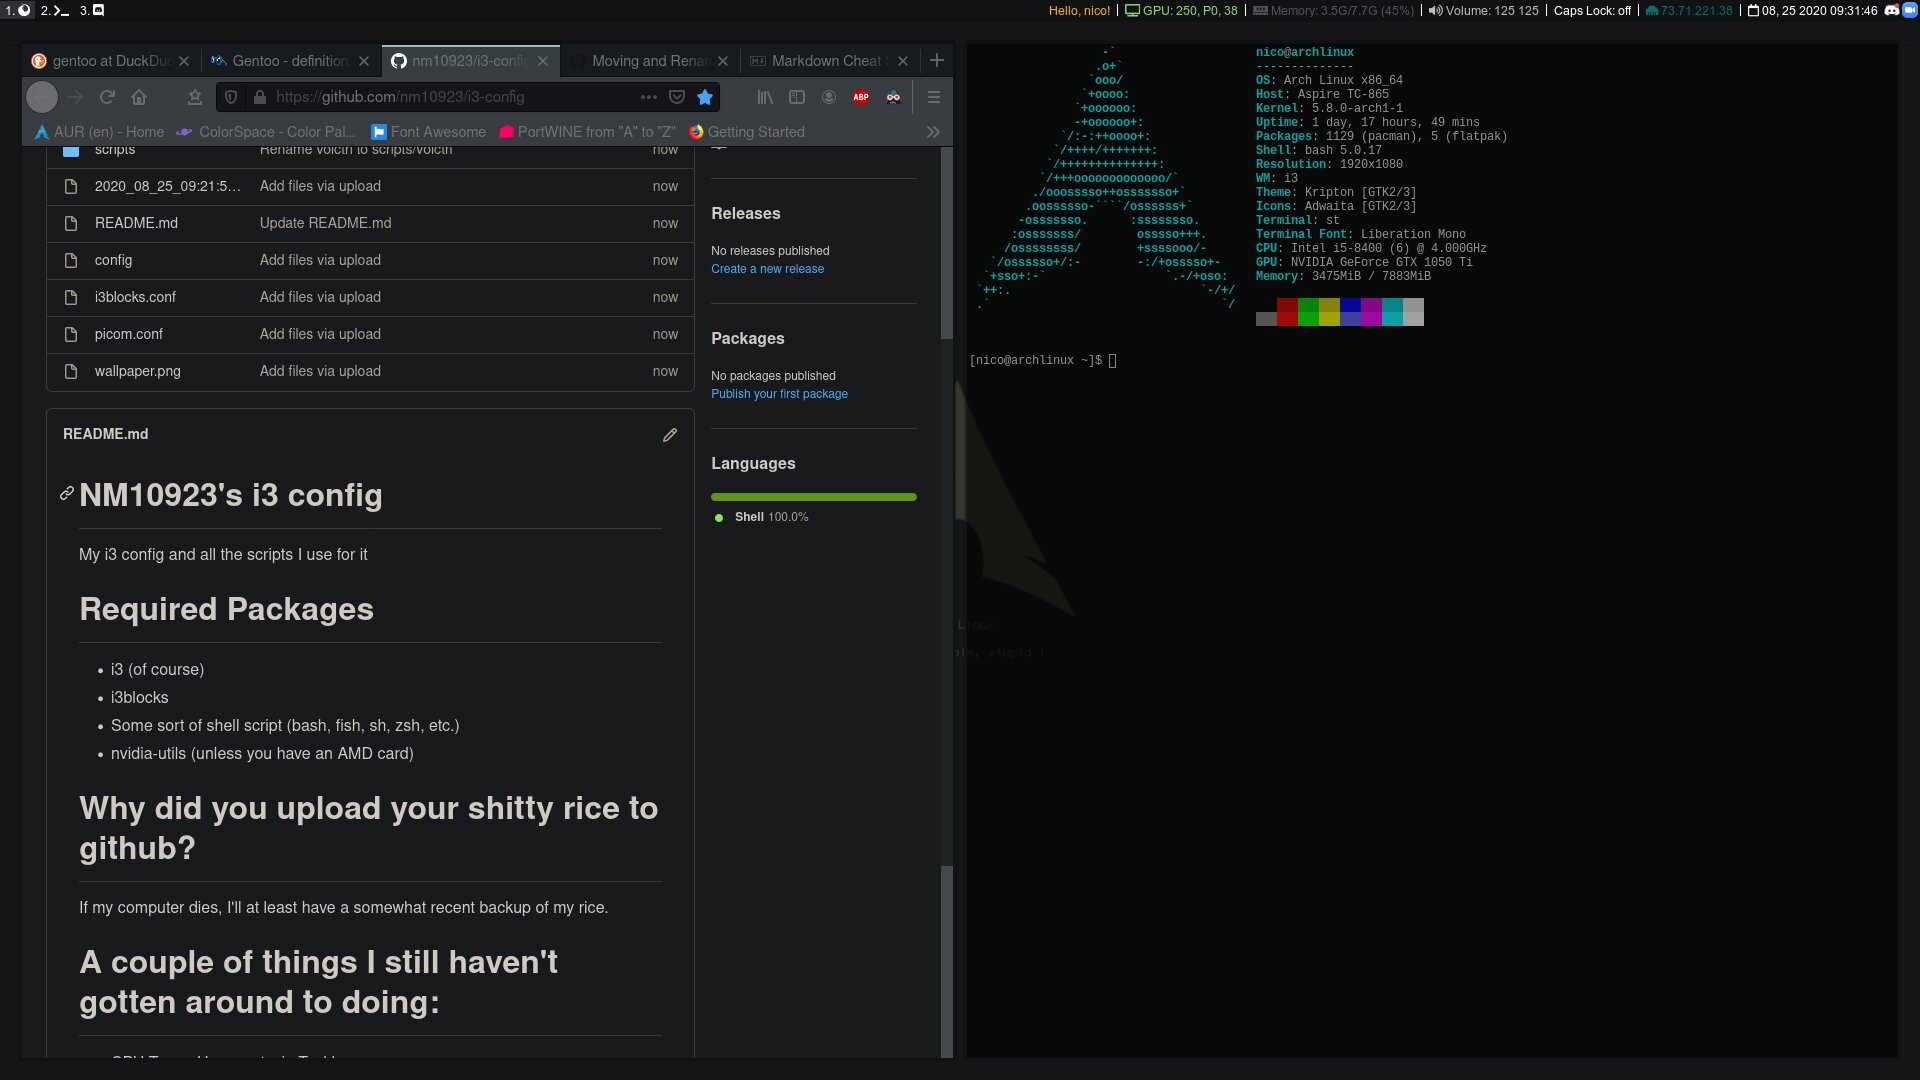 1.
2.
3.
Hello, nico!
GPU: 250, P0, 38
Memory: 3.5G/7.7G (45%)
Volume: 125 125
Caps Lock: off
73.71.221.38
08, 25 2020 09:31:46
gentoo at DuckDu
Gentoo - definition
nm10923/i3-config
Moving and Renar
Markdown Cheat S
https://github.com/nm10923/i3-config
ABP
AUR (en) - Home
ColorSpace - Color Pal...
Font Awesome
PortWINE from "A" to "Z"
Getting Started
scripts Rename volctrl to scripts/volctrl now
2020_08_25_09:21:5... Add files via upload now
README.md Update README.md now
config Add files via upload now
i3blocks.conf Add files via upload now
picom.conf Add files via upload now
wallpaper.png Add files via upload now
README.md
NM10923's i3 config
My i3 config and all the scripts I use for it
Required Packages
• i3 (of course)
• i3blocks
• Some sort of shell script (bash, fish, sh, zsh, etc.)
• nvidia-utils (unless you have an AMD card)
Why did you upload your shitty rice to
github?
If my computer dies, I'll at least have a somewhat recent backup of my rice.
A couple of things I still haven't
gotten around to doing:
Releases
No releases published
Create a new release
Packages
No packages published
Publish your first package
Languages
Shell 100.0%
nico@archlinux
--------------
OS: Arch Linux x86_64
Host: Aspire TC-865
Kernel: 5.8.0-arch1-1
Uptime: 1 day, 17 hours, 49 mins
Packages: 1129 (pacman), 5 (flatpak)
Shell: bash 5.0.17
Resolution: 1920x1080
WM: i3
Theme: Kripton [GTK2/3]
Icons: Adwaita [GTK2/3]
Terminal: st
Terminal Font: Liberation Mono
CPU: Intel i5-8400 (6) @ 4.000GHz
GPU: NVIDIA GeForce GTX 1050 Ti
Memory: 3475MiB / 7883MiB
[nico@archlinux ~]$
Linux
stupid !